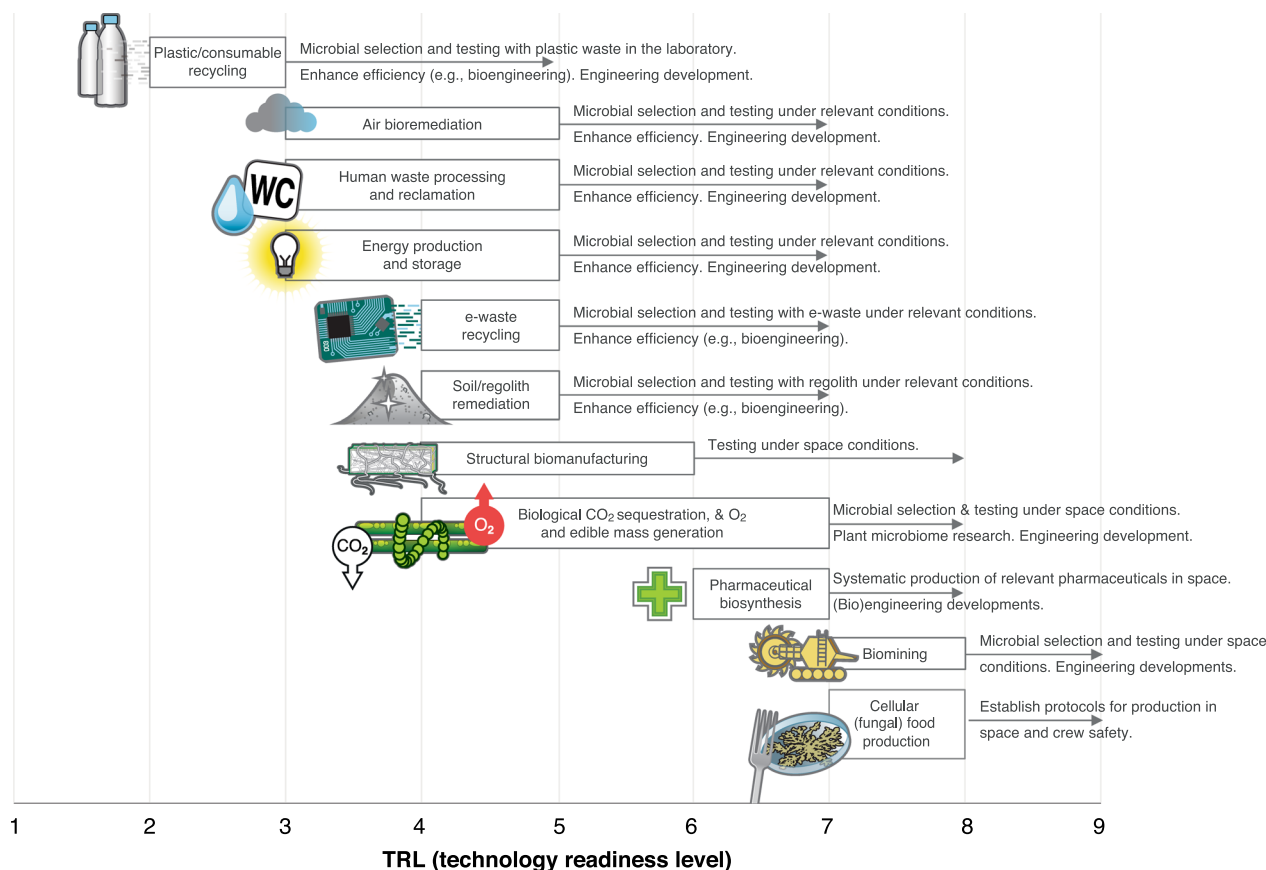 Plastic/consumable
recycling
Microbial selection and testing with plastic waste in the laboratory.
Enhance efficiency (e.g., bioengineering). Engineering development.
Air bioremediation
Microbial selection and testing under relevant conditions.
Enhance efficiency. Engineering development.
WC
Human waste processing
and reclamation
Microbial selection and testing under relevant conditions.
Enhance efficiency. Engineering development.
Energy production
and storage
Microbial selection and testing under relevant conditions.
Enhance efficiency. Engineering development.
e-waste
recycling
Microbial selection and testing with e-waste under relevant conditions.
Enhance efficiency (e.g., bioengineering).
Soil/regolith
remediation
Microbial selection and testing with regolith under relevant conditions.
Enhance efficiency (e.g., bioengineering).
Structural biomanufacturing
Testing under space conditions.
CO₂
O₂
Biological CO₂ sequestration, & O₂
and edible mass generation
Microbial selection & testing under space conditions.
Plant microbiome research. Engineering development.
Pharmaceutical
biosynthesis
Systematic production of relevant pharmaceuticals in space.
(Bio)engineering developments.
Biomining
Microbial selection and testing under space
conditions. Engineering developments.
Cellular
(fungal) food
production
Establish protocols for production in
space and crew safety.
1 2 3 4 5 6 7 8 9
TRL (technology readiness level)